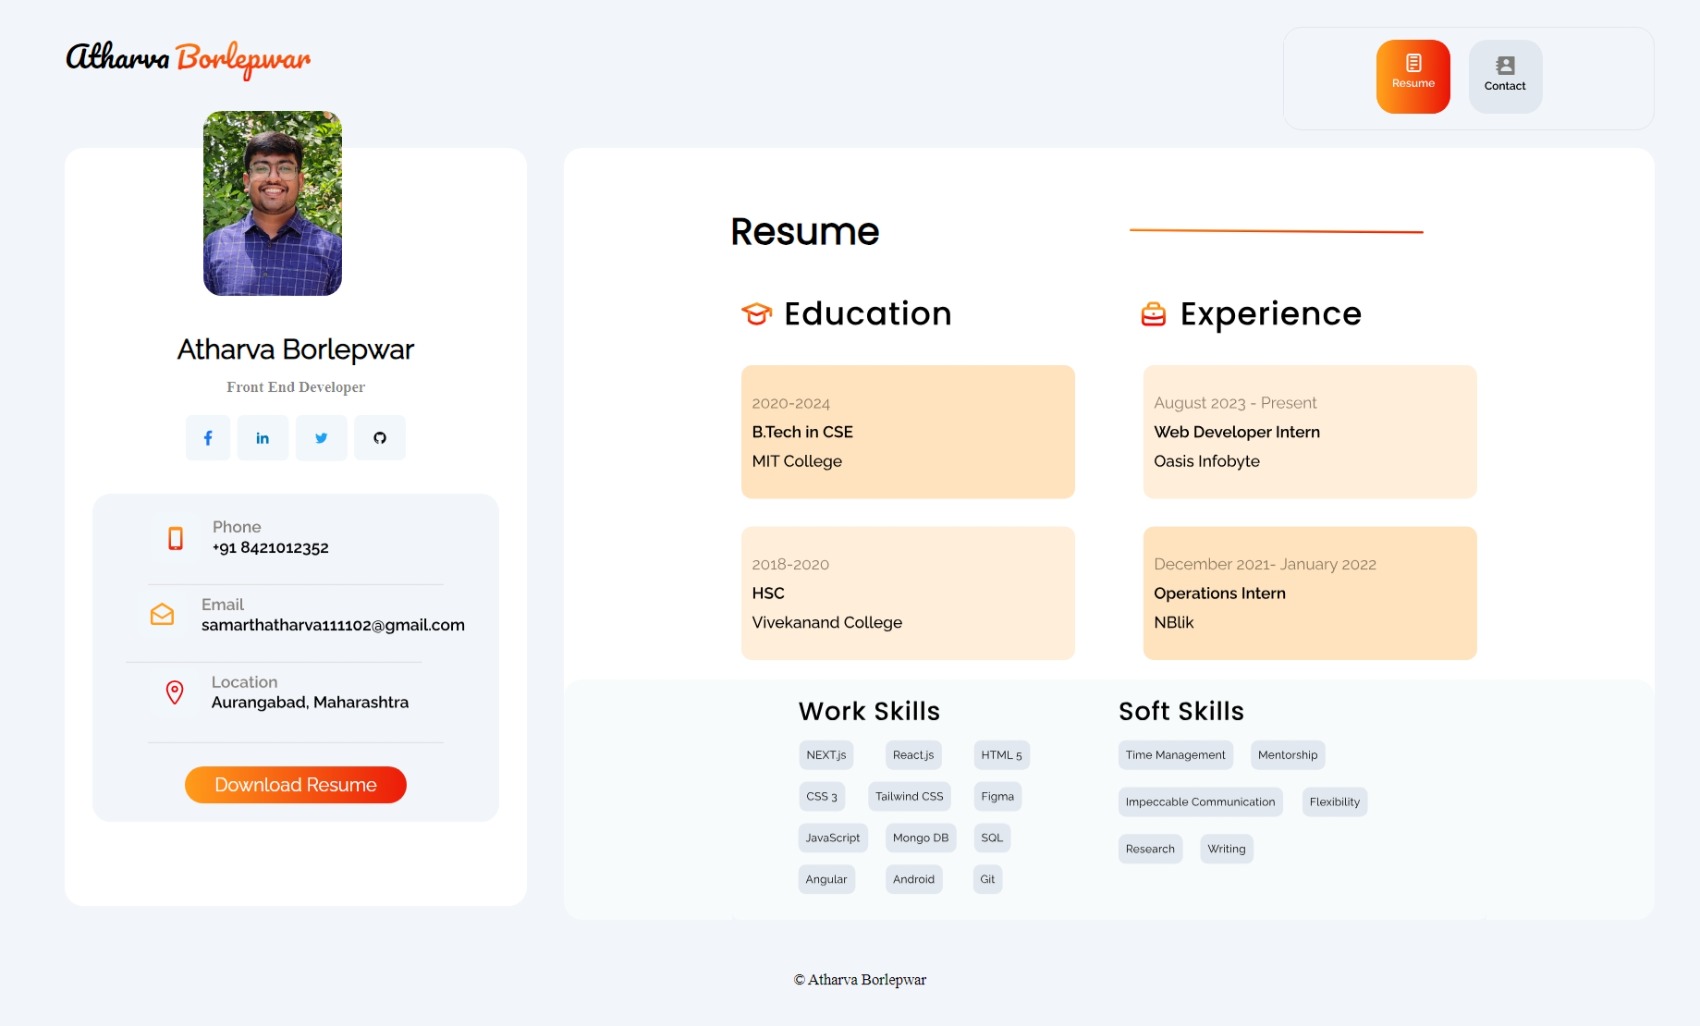 Atharva Borlepwar
Resume
Contact
Atharva Borlepwar
Front End Developer
Phone
+91 8421012352
Email
samarthatharva111102@gmail.com
Location
Aurangabad, Maharashtra
Download Resume
Resume
Education
2020-2024
B.Tech in CSE
MIT College
2018-2020
HSC
Vivekanand College
Experience
August 2023 - Present
Web Developer Intern
Oasis Infobyte
December 2021- January 2022
Operations Intern
NBlik
Work Skills
NEXT.js React.js HTML 5
CSS 3 Tailwind CSS Figma
JavaScript Mongo DB SQL
Angular Android Git
Soft Skills
Time Management Mentorship
Impeccable Communication Flexibility
Research Writing
© Atharva Borlepwar